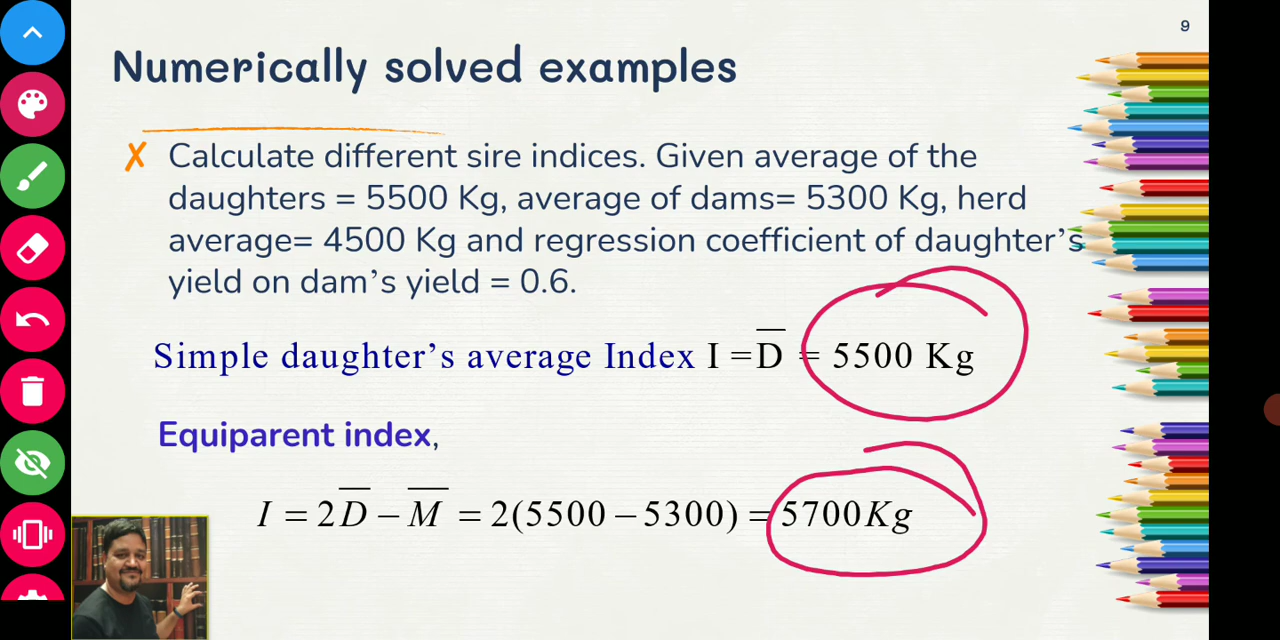 9
Numerically solved examples
✗ Calculate different sire indices. Given average of the
daughters = 5500 Kg, average of dams= 5300 Kg, herd
average= 4500 Kg and regression coefficient of daughter’s
yield on dam’s yield = 0.6.
Simple daughter’s average Index I = D̅ = 5500 Kg
Equiparent index,
I = 2D̅ − M̅ = 2(5500 − 5300) = 5700Kg